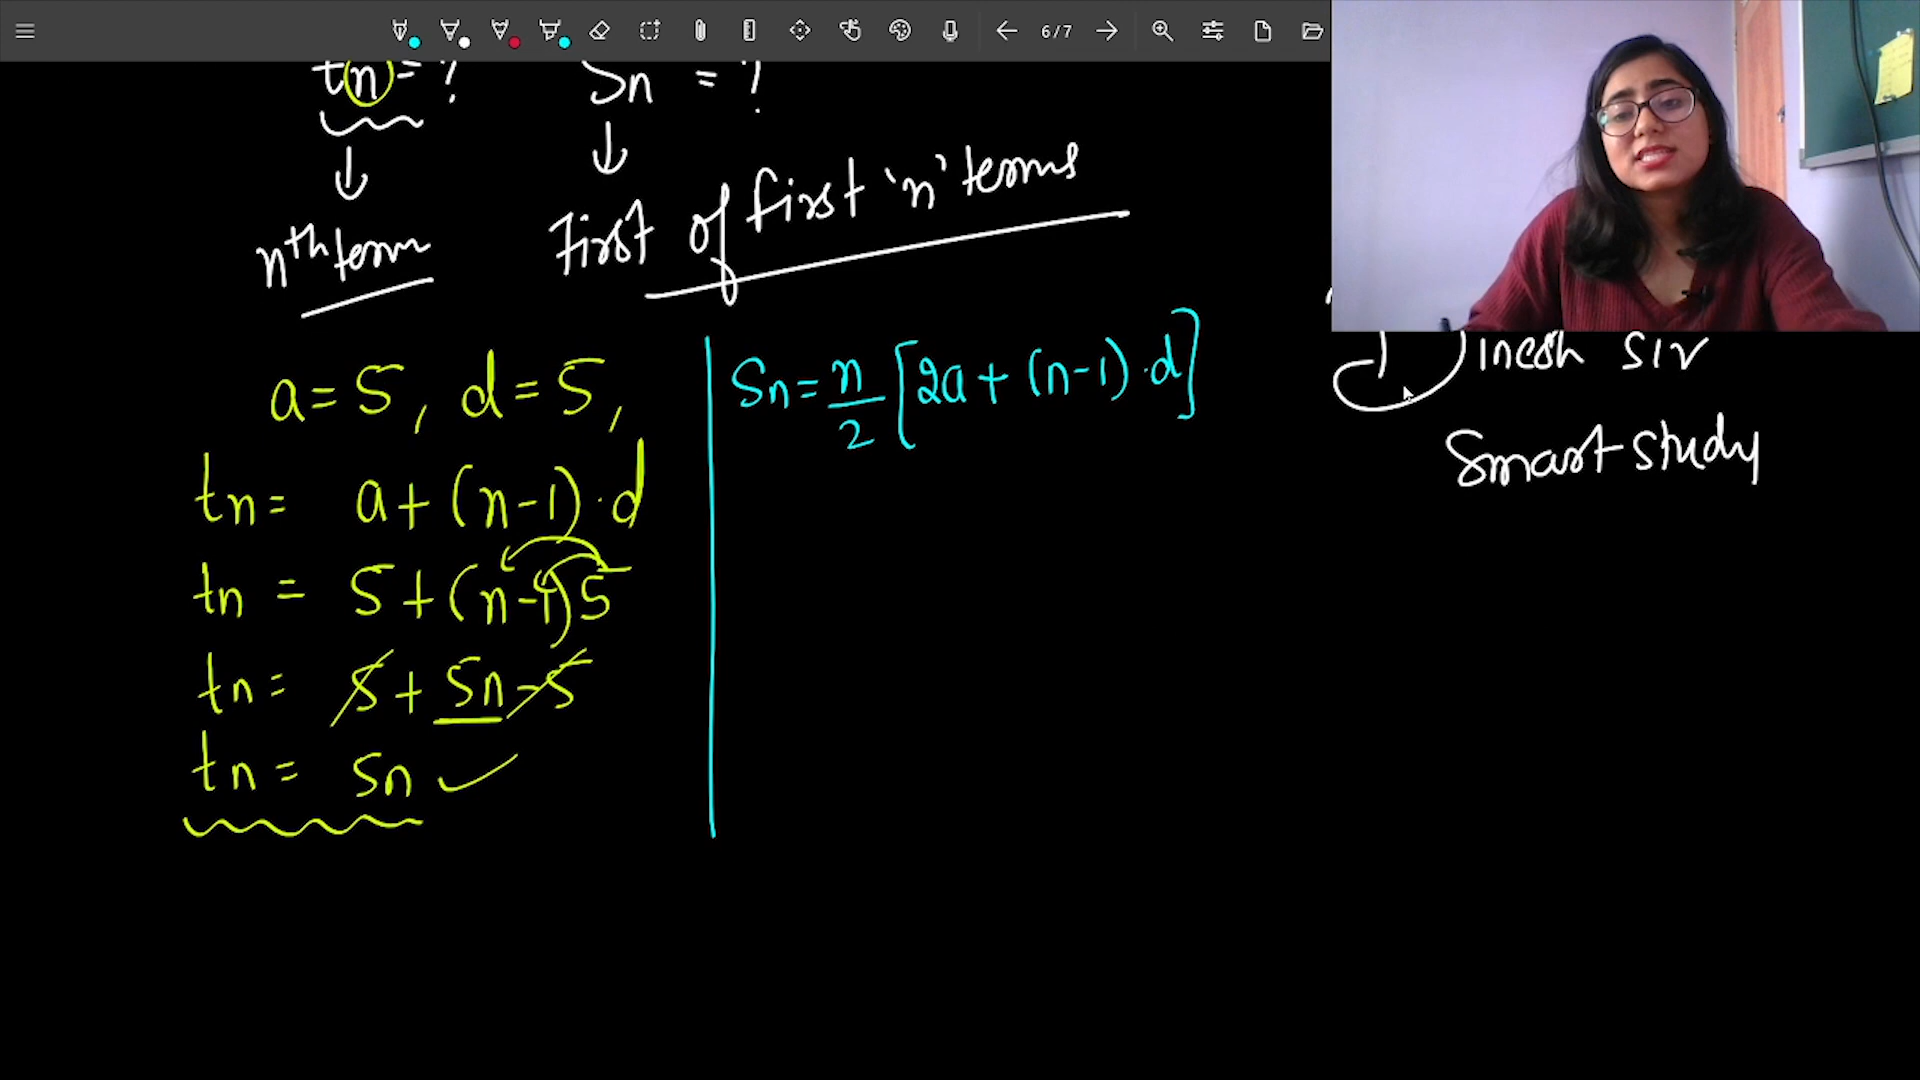 6/7
tn = ? Sn = ?
nth term First of first 'n' terms
a = 5, d = 5,
tn = a + (n-1)·d
tn = 5 + (n-1)5
tn = 5 + 5n - 5
tn = 5n ✓
Sn = n/2 [2a + (n-1)·d]
Dinesh sir
Smart study